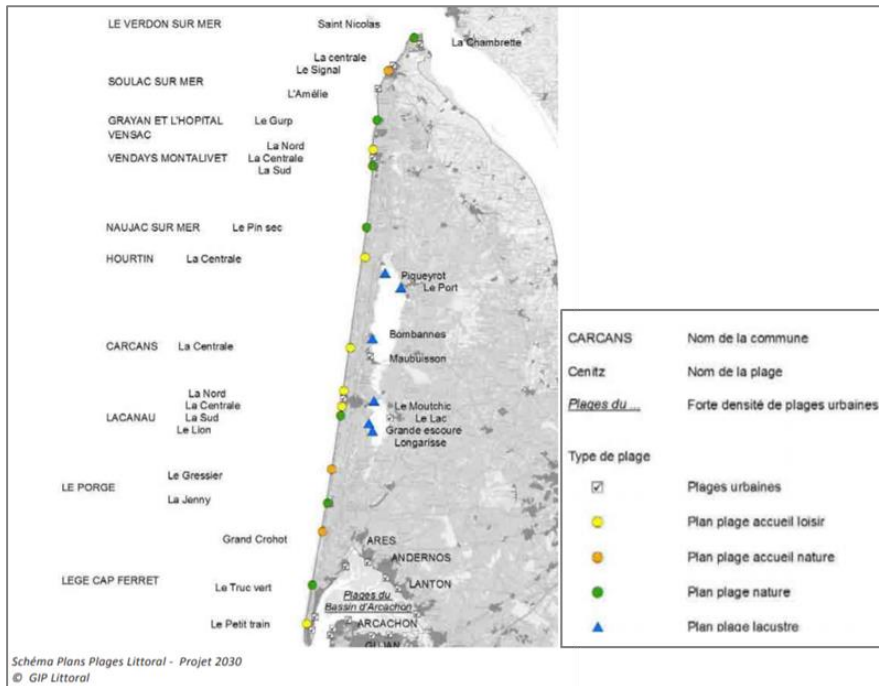 LE VERDON SUR MER
Saint Nicolas
La Chambrette
La centrale
Le Signal
SOULAC SUR MER
L'Amélie
GRAYAN ET L'HOPITAL
Le Gurp
VENSAC
La Nord
VENDAYS MONTALIVET
La Centrale
La Sud
NAUJAC SUR MER
Le Pin sec
HOURTIN
La Centrale
Piqueyrot
Le Port
Bombannes
CARCANS
La Centrale
Maubuisson
La Nord
La Centrale
Le Moutchic
LACANAU
La Sud
Le Lac
Le Lion
Grande escoure
Longarisse
Le Gressier
LE PORGE
La Jenny
Grand Crohot
ARES
ANDERNOS
LEGE CAP FERRET
Le Truc vert
LANTON
Plages du
Bassin d'Arcachon
Le Petit train
ARCACHON
GUJAN
CARCANS
Nom de la commune
Cenitz
Nom de la plage
Plages du ...
Forte densité de plages urbaines
Type de plage
Plages urbaines
Plan plage accueil loisir
Plan plage accueil nature
Plan plage nature
Plan plage lacustre
Schéma Plans Plages Littoral - Projet 2030
© GIP Littoral